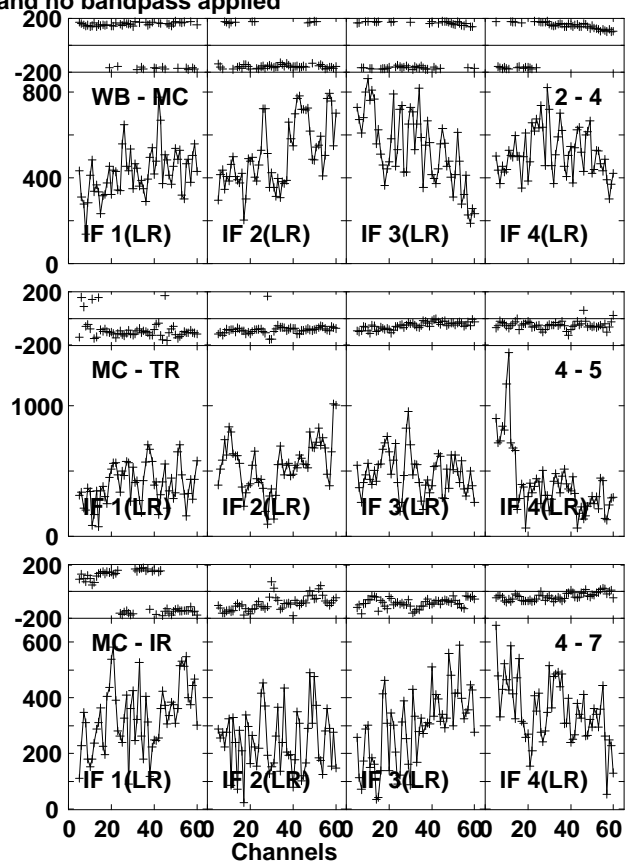 and no bandpass applied
200
-200
800
400
0
WB - MC
2 - 4
IF 1(LR)
IF 2(LR)
IF 3(LR)
IF 4(LR)
200
-200
1000
0
MC - TR
4 - 5
IF 1(LR)
IF 2(LR)
IF 3(LR)
IF 4(LR)
200
-200
600
400
200
0
MC - IR
4 - 7
IF 1(LR)
IF 2(LR)
IF 3(LR)
IF 4(LR)
0 20 40 60 0 20 40 60 0 20 40 60 0 20 40 60
Channels